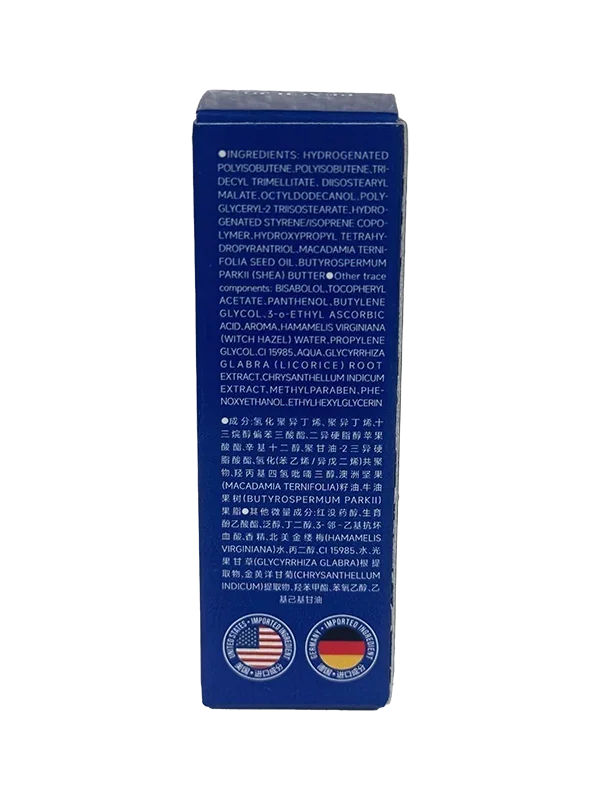 ●INGREDIENTS: HYDROGENATED
POLYISOBUTENE,POLYISOBUTENE,TRI-
DECYL TRIMELLITATE, DIISOSTEARYL
MALATE, OCTYLDODECANOL, POLY-
GLYCERYL-2 TRIISOSTEARATE,HYDRO-
GENATED STYRENE/ISOPRENE COPO-
LYMER,HYDROXYPROPYL TETRAHY-
DROPYRANTRIOL,MACADAMIA TERNI-
FOLIA SEED OIL,BUTYROSPERMUM
PARKII (SHEA) BUTTER●Other trace
components: BISABOLOL,TOCOPHERYL
ACETATE,PANTHENOL,BUTYLENE
GLYCOL,3-o-ETHYL ASCORBIC
ACID,AROMA,HAMAMELIS VIRGINIANA
(WITCH HAZEL) WATER,PROPYLENE
GLYCOL,CI 15985,AQUA,GLYCYRRHIZA
GLABRA (LICORICE) ROOT
EXTRACT,CHRYSANTHELLUM INDICUM
EXTRACT,METHYLPARABEN,PHE-
NOXYETHANOL,ETHYLHEXYLGLYCERIN
●成分:氢化聚异丁烯、聚异丁烯、十
三烷醇偏苯三酸酯、二异硬脂醇苹果
酸酯、辛基十二醇、聚甘油-2三异硬
脂酸酯、氢化(苯乙烯/异戊二烯)共聚
物、羟丙基四氢吡喃三醇、澳洲坚果
(MACADAMIA TERNIFOLIA)籽油、牛油
果树(BUTYROSPERMUM PARKII)
果脂●其他微量成分:红没药醇、生育
酚乙酸酯、泛醇、丁二醇、3-邻-乙基抗坏
血酸、香精、北美金缕梅(HAMAMELIS
VIRGINIANA)水、丙二醇、CI 15985、水、光
果甘草(GLYCYRRHIZA GLABRA)根提
取物、金黄洋甘菊(CHRYSANTHELLUM
INDICUM)提取物、羟苯甲酯、苯氧乙醇、乙
基己基甘油
UNITED STATES • IMPORTED INGREDIENT
美国 • 进口成分
GERMANY • IMPORTED INGREDIENT
德国 • 进口成分